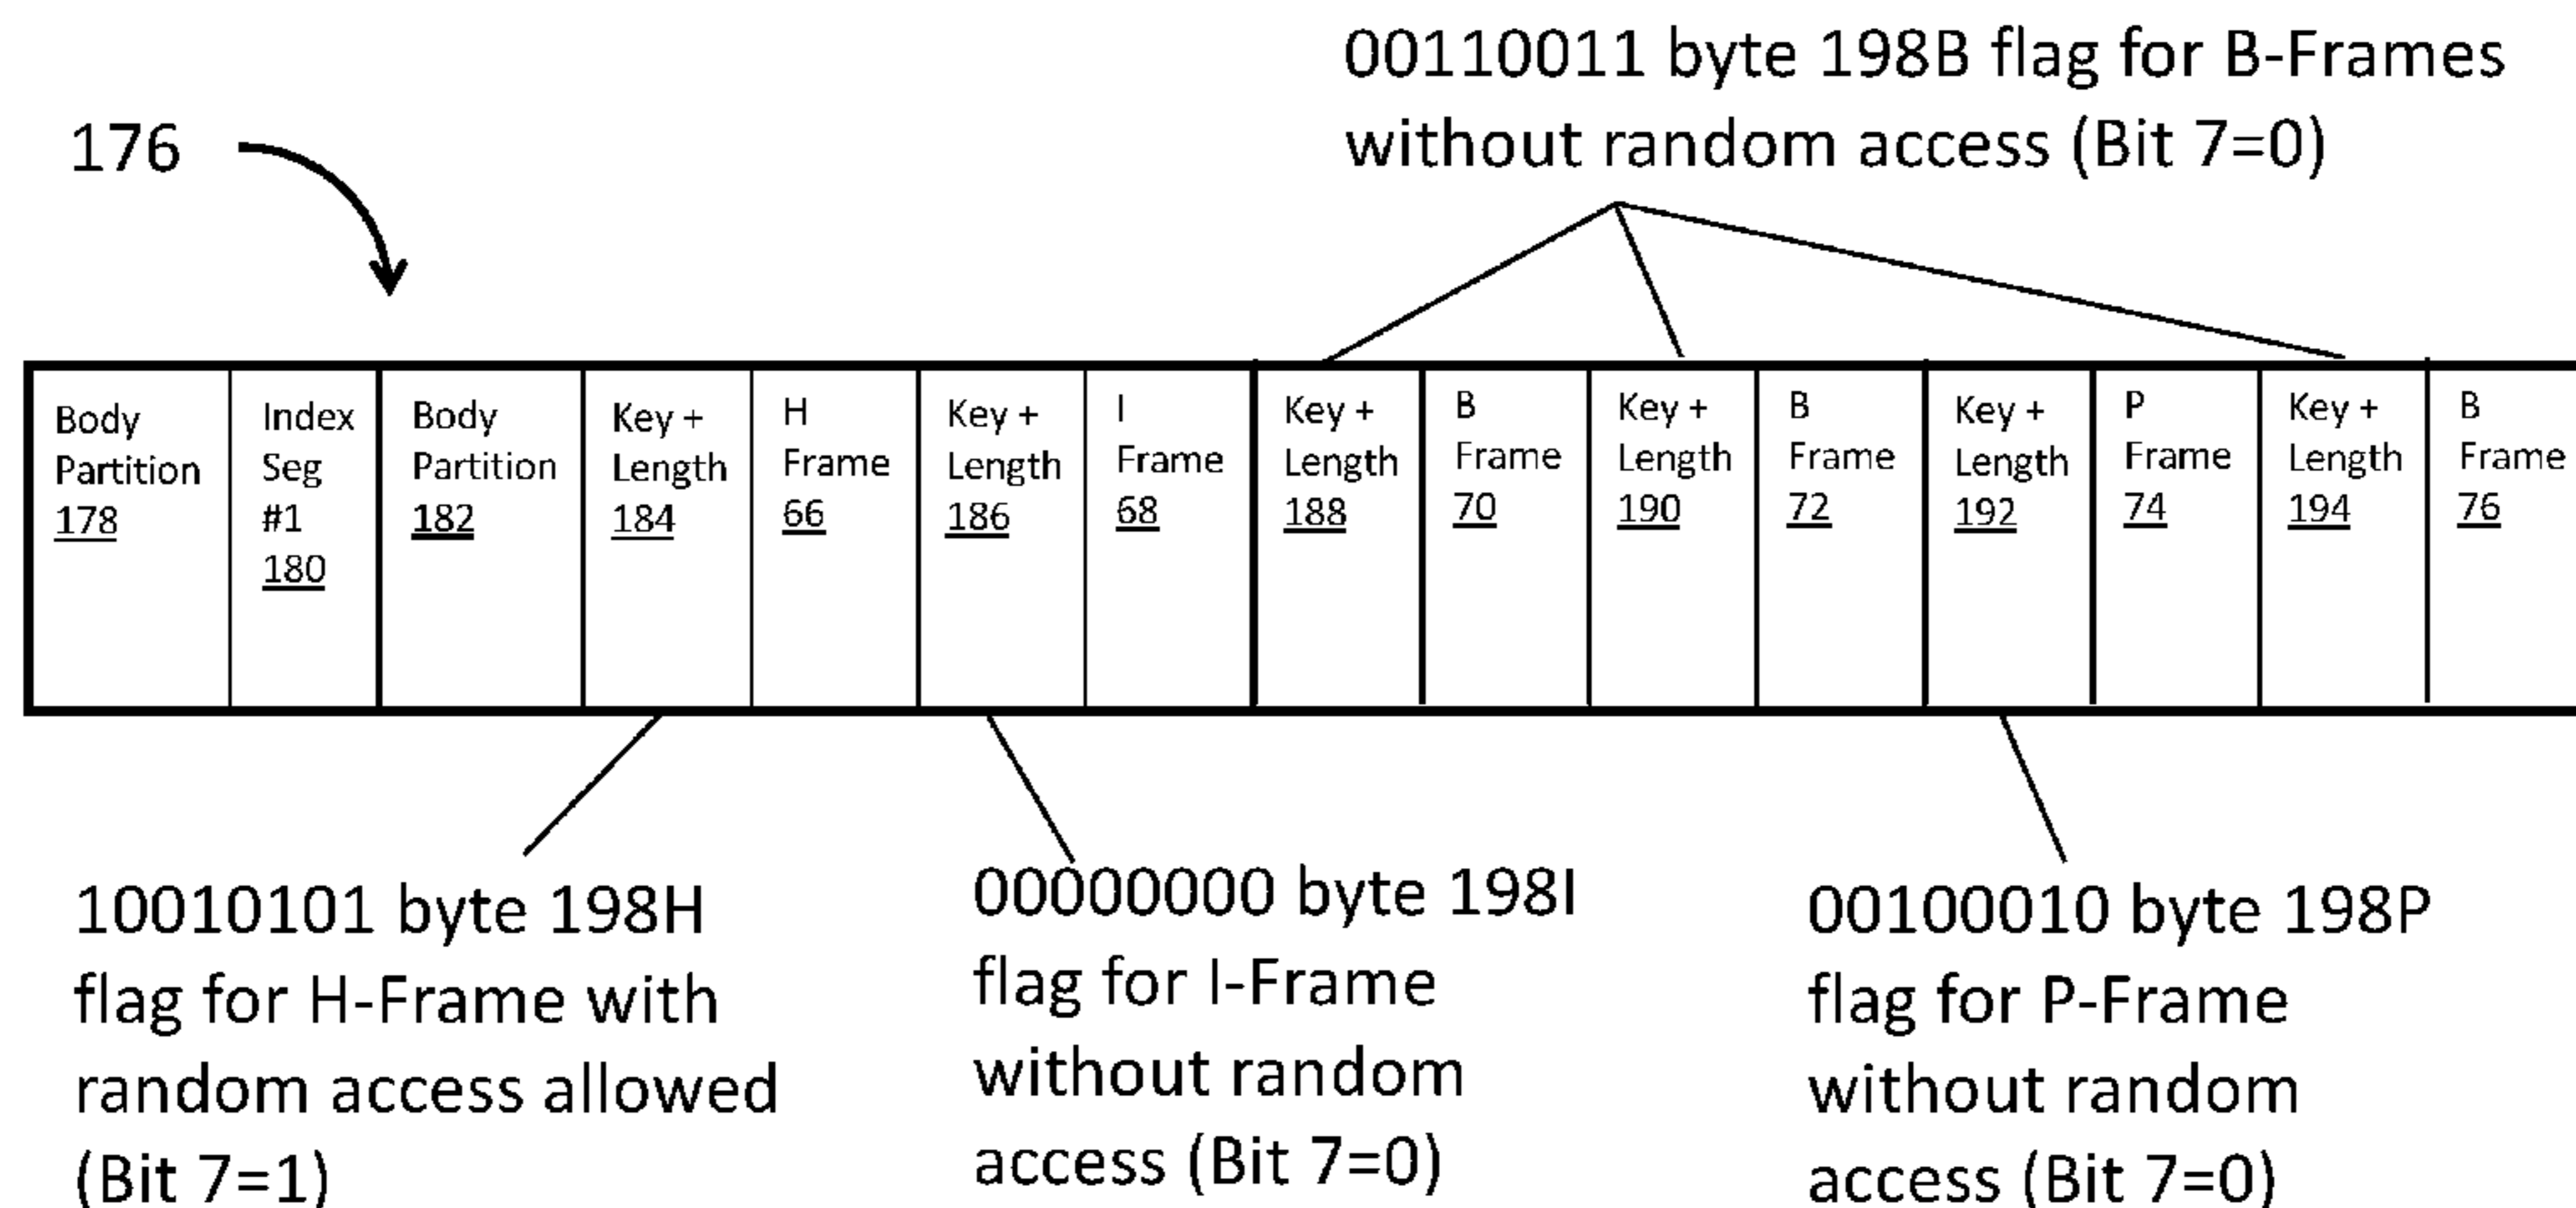 00110011 byte 198B flag for B-Frames
without random access (Bit 7=0)
176
Body
Partition
178
Index
Seg
#1
180
Body
Partition
182
Key +
Length
184
H
Frame
66
Key +
Length
186
I
Frame
68
Key +
Length
188
B
Frame
70
Key +
Length
190
B
Frame
72
Key +
Length
192
P
Frame
74
Key +
Length
194
B
Frame
76
10010101 byte 198H
flag for H-Frame with
random access allowed
(Bit 7=1)
00000000 byte 198I
flag for I-Frame
without random
access (Bit 7=0)
00100010 byte 198P
flag for P-Frame
without random
access (Bit 7=0)